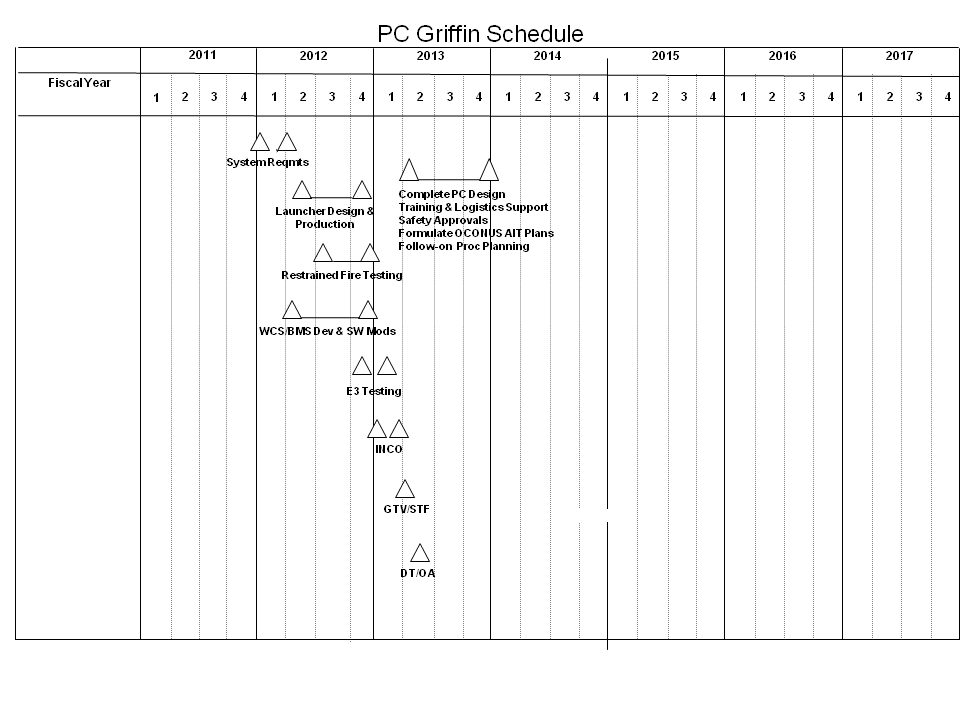 PC Griffin Schedule
2011 2012 2013 2014 2015 2016 2017
Fiscal Year
1 2 3 4 1 2 3 4 1 2 3 4 1 2 3 4 1 2 3 4 1 2 3 4 1 2 3 4
System Reqmts
Launcher Design &
Production
Complete PC Design
Training & Logistics Support
Safety Approvals
Formulate OCONUS AIT Plans
Follow-on Proc Planning
Restrained Fire Testing
WCS/BMS Dev & SW Mods
E3 Testing
INCO
GTV/STF
DT/OA